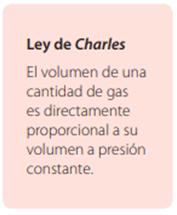 Ley de Charles
El volumen de una
cantidad de gas
es directamente
proporcional a su
volumen a presión
constante.